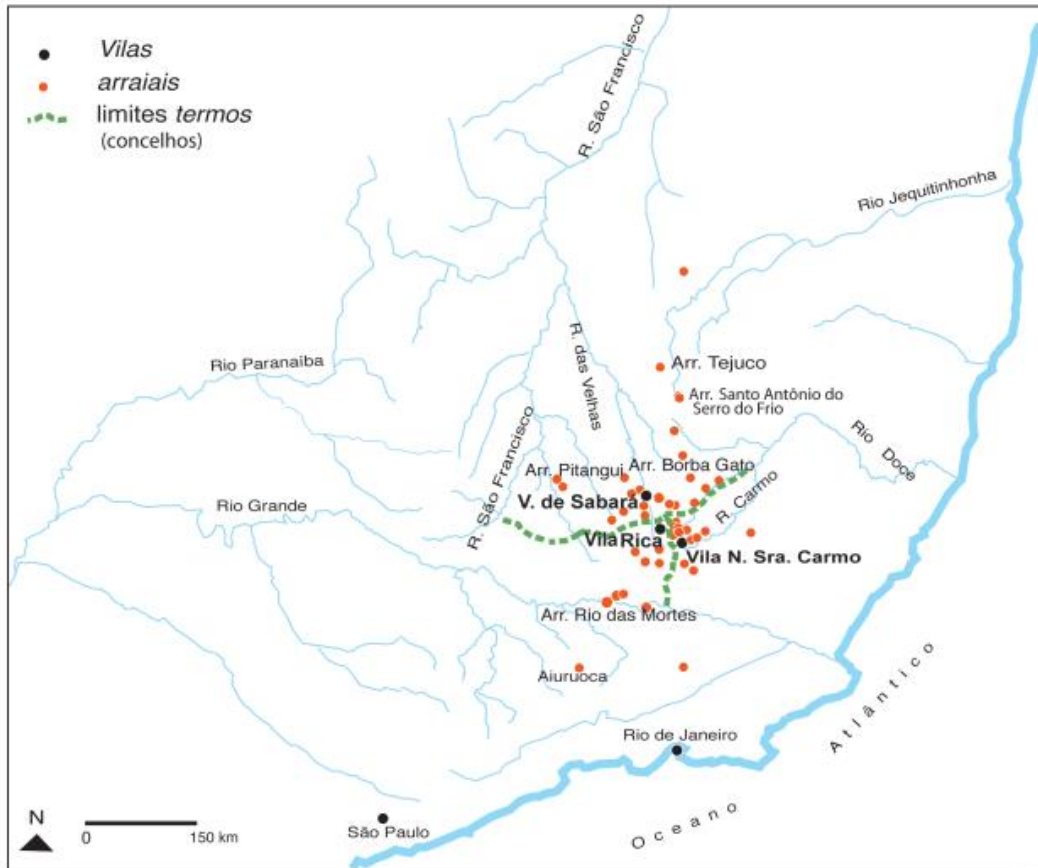 Vilas
arraiais
limites termos
(concelhos)
R. São Francisco
Rio Jequitinhonha
Rio Paranaiba
R. das Velhas
Arr. Tejuco
Arr. Santo Antônio do
Serro do Frio
R. São Francisco
Rio Doce
Arr. Pitangui
Arr. Borba Gato
Rio Grande
V. de Sabará
R. Carmo
Vila Rica
Vila N. Sra. Carmo
Arr. Rio das Mortes
Aiuruoca
Rio de Janeiro
São Paulo
Oceano Atlântico
N
0 150 km